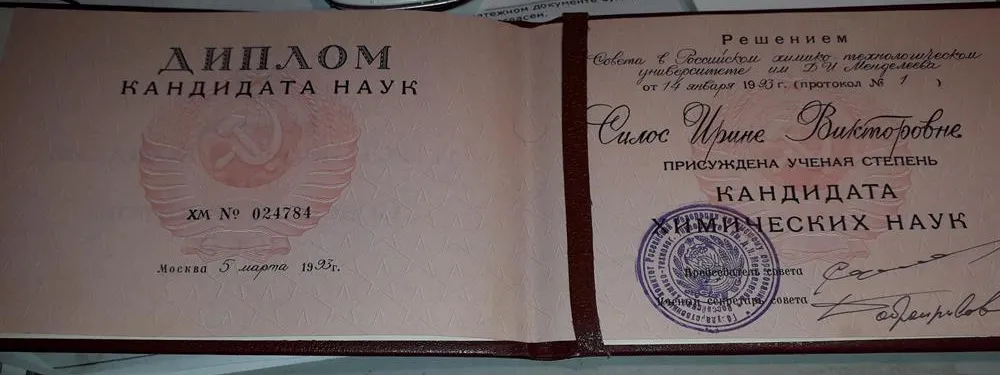 ДИПЛОМ
КАНДИДАТА НАУК
ХМ № 024784
Москва 5 марта 1993г.
Решением
Совета в Российском химико-технологическом
университете им Д И Менделеева
от 14 января 1993 г. (протокол № 1 )
Силос Ирине Викторовне
ПРИСУЖДЕНА УЧЕНАЯ СТЕПЕНЬ
КАНДИДАТА
ХИМИЧЕСКИХ НАУК
Председатель совета
Ученый секретарь совета